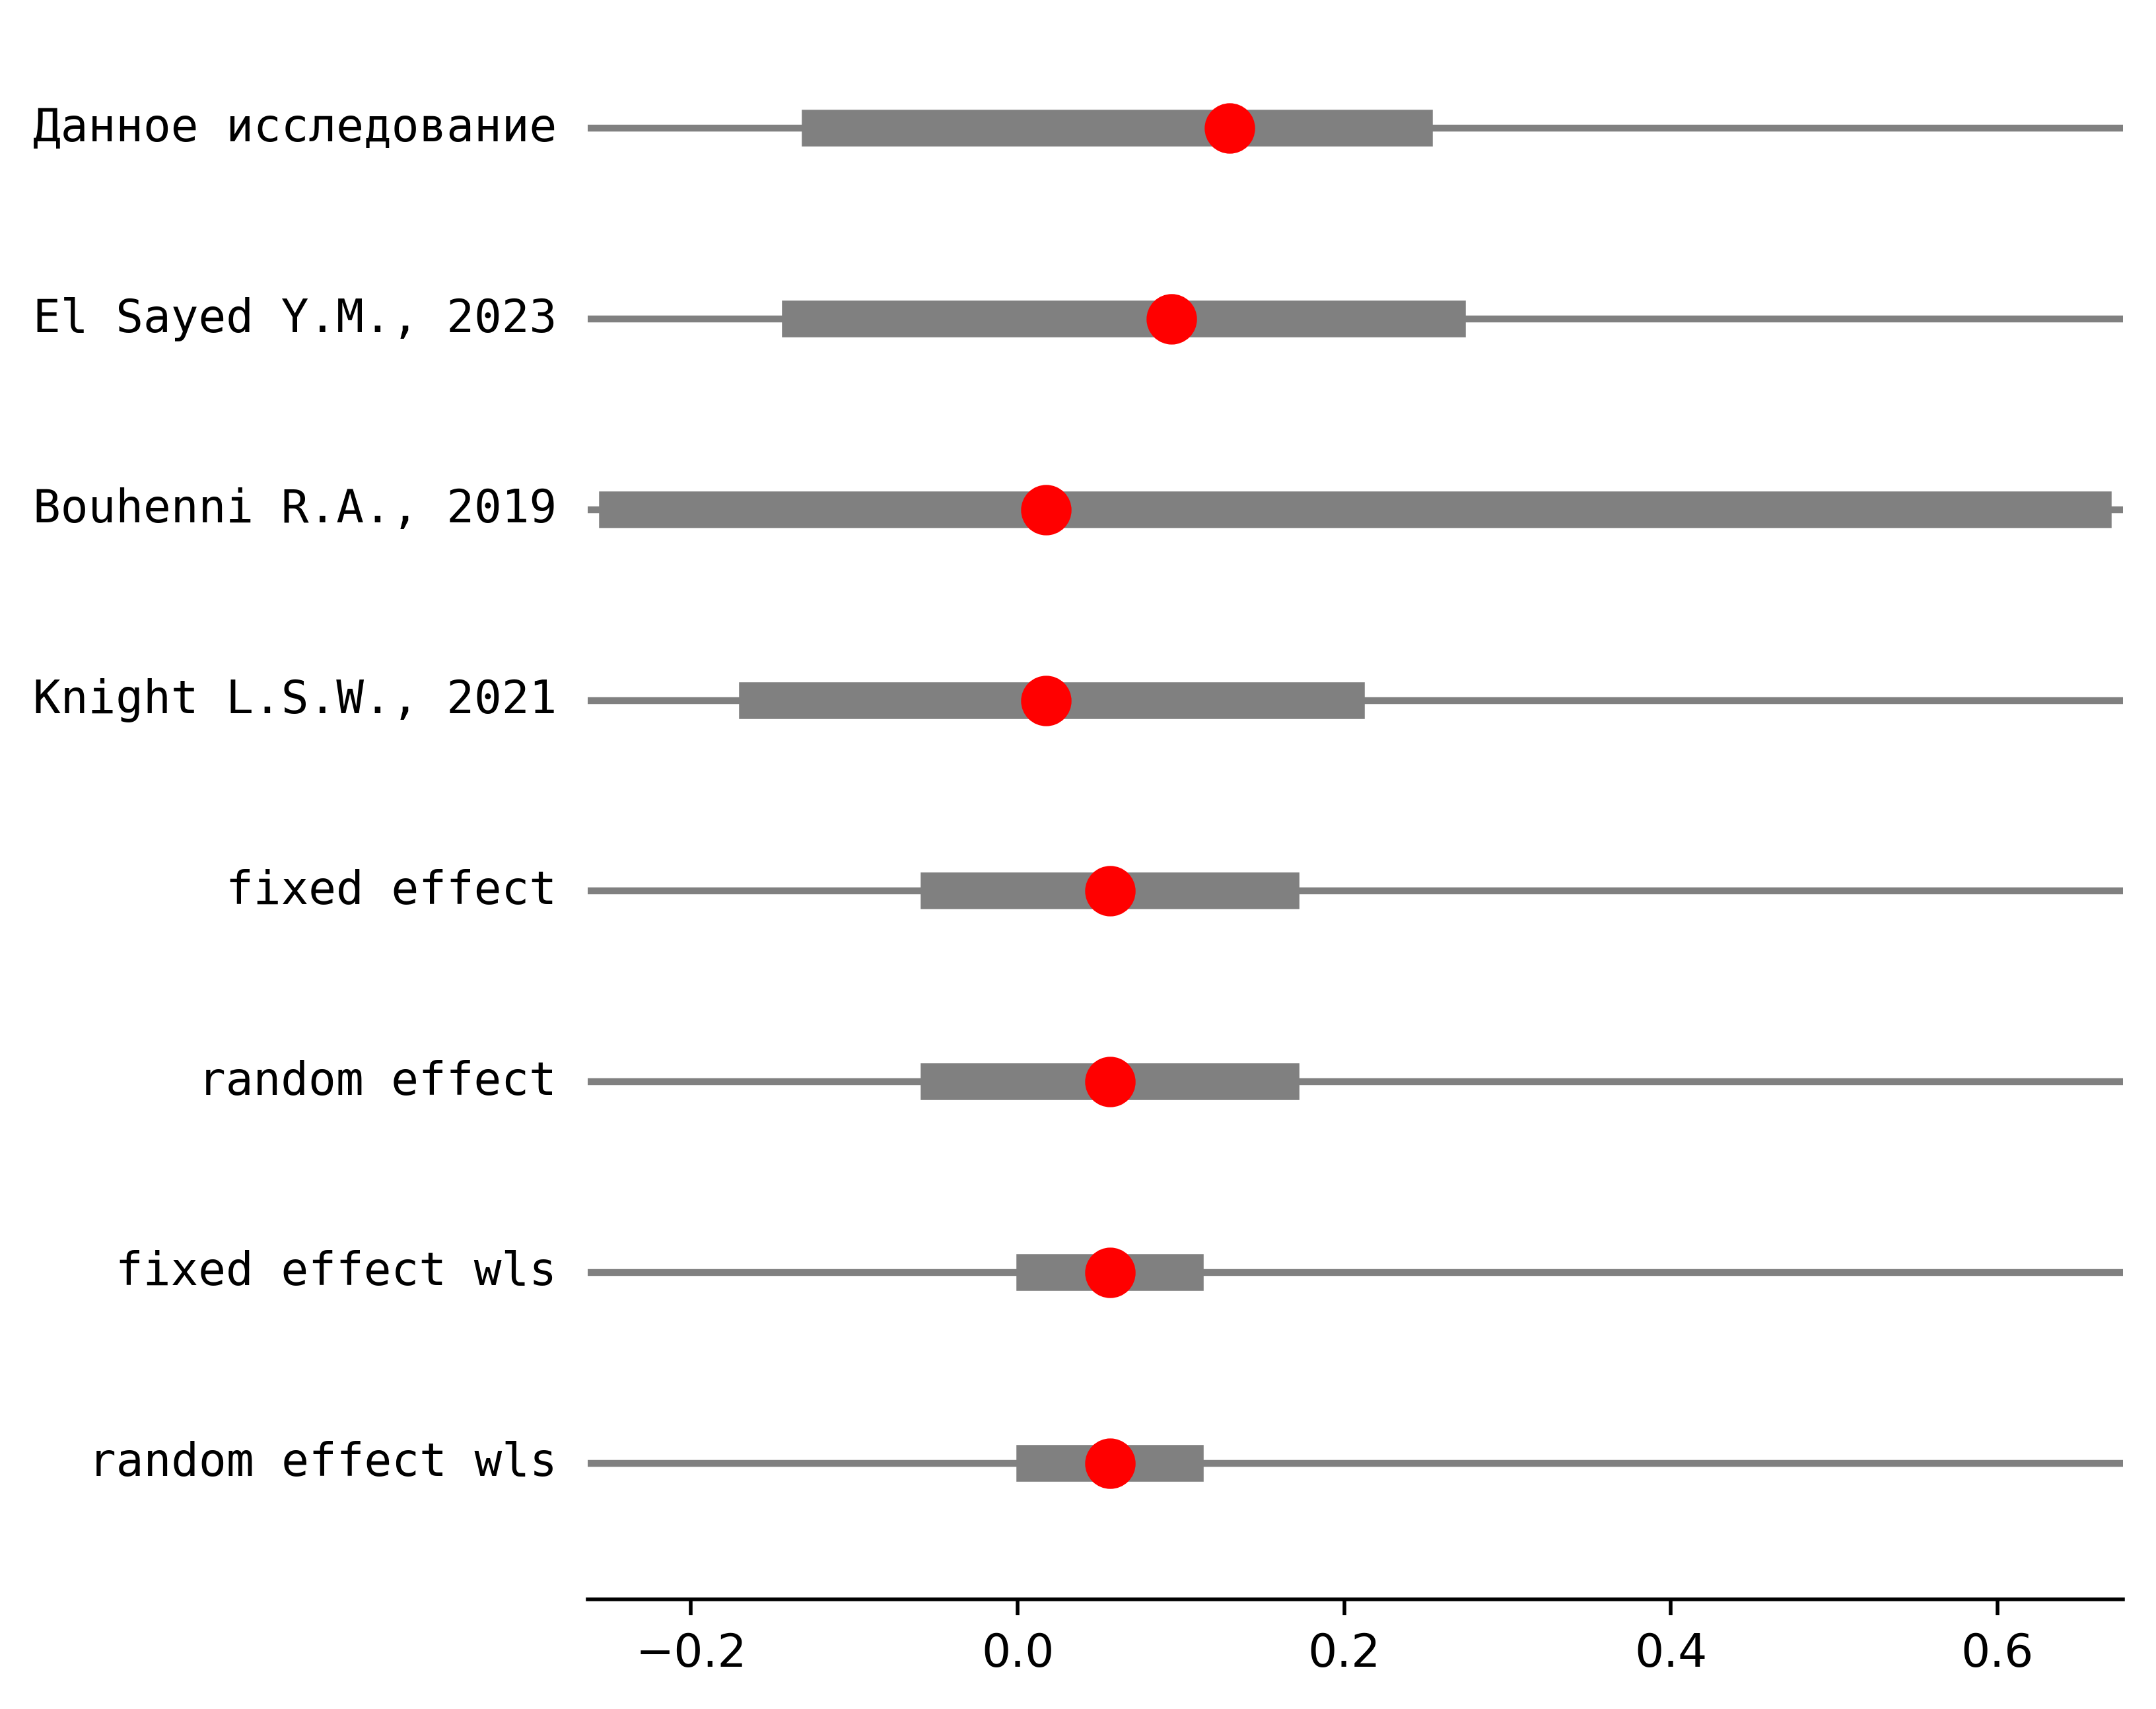 Данное исследование
El Sayed Y.M., 2023
Bouhenni R.A., 2019
Knight L.S.W., 2021
fixed effect
random effect
fixed effect wls
random effect wls
−0.2 0.0 0.2 0.4 0.6